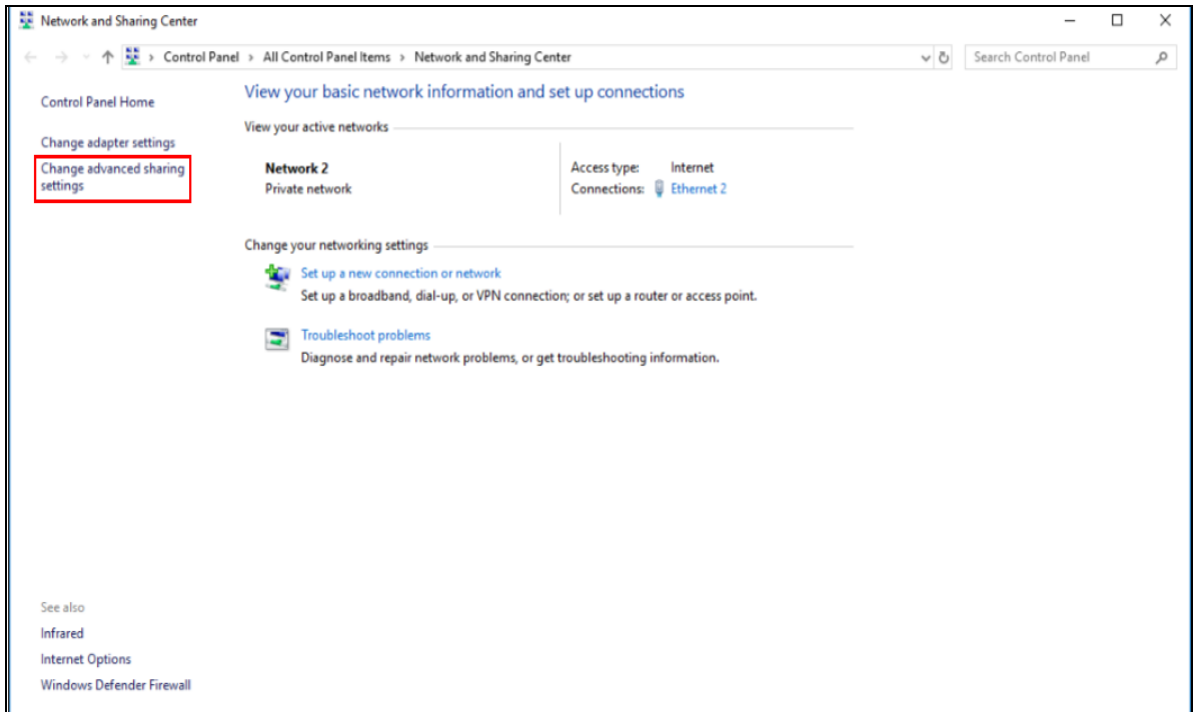 Network and Sharing Center
Control Panel > All Control Panel Items > Network and Sharing Center
Search Control Panel
Control Panel Home
Change adapter settings
Change advanced sharing
settings
View your basic network information and set up connections
View your active networks
Network 2
Private network
Access type: Internet
Connections: Ethernet 2
Change your networking settings
Set up a new connection or network
Set up a broadband, dial-up, or VPN connection; or set up a router or access point.
Troubleshoot problems
Diagnose and repair network problems, or get troubleshooting information.
See also
Infrared
Internet Options
Windows Defender Firewall